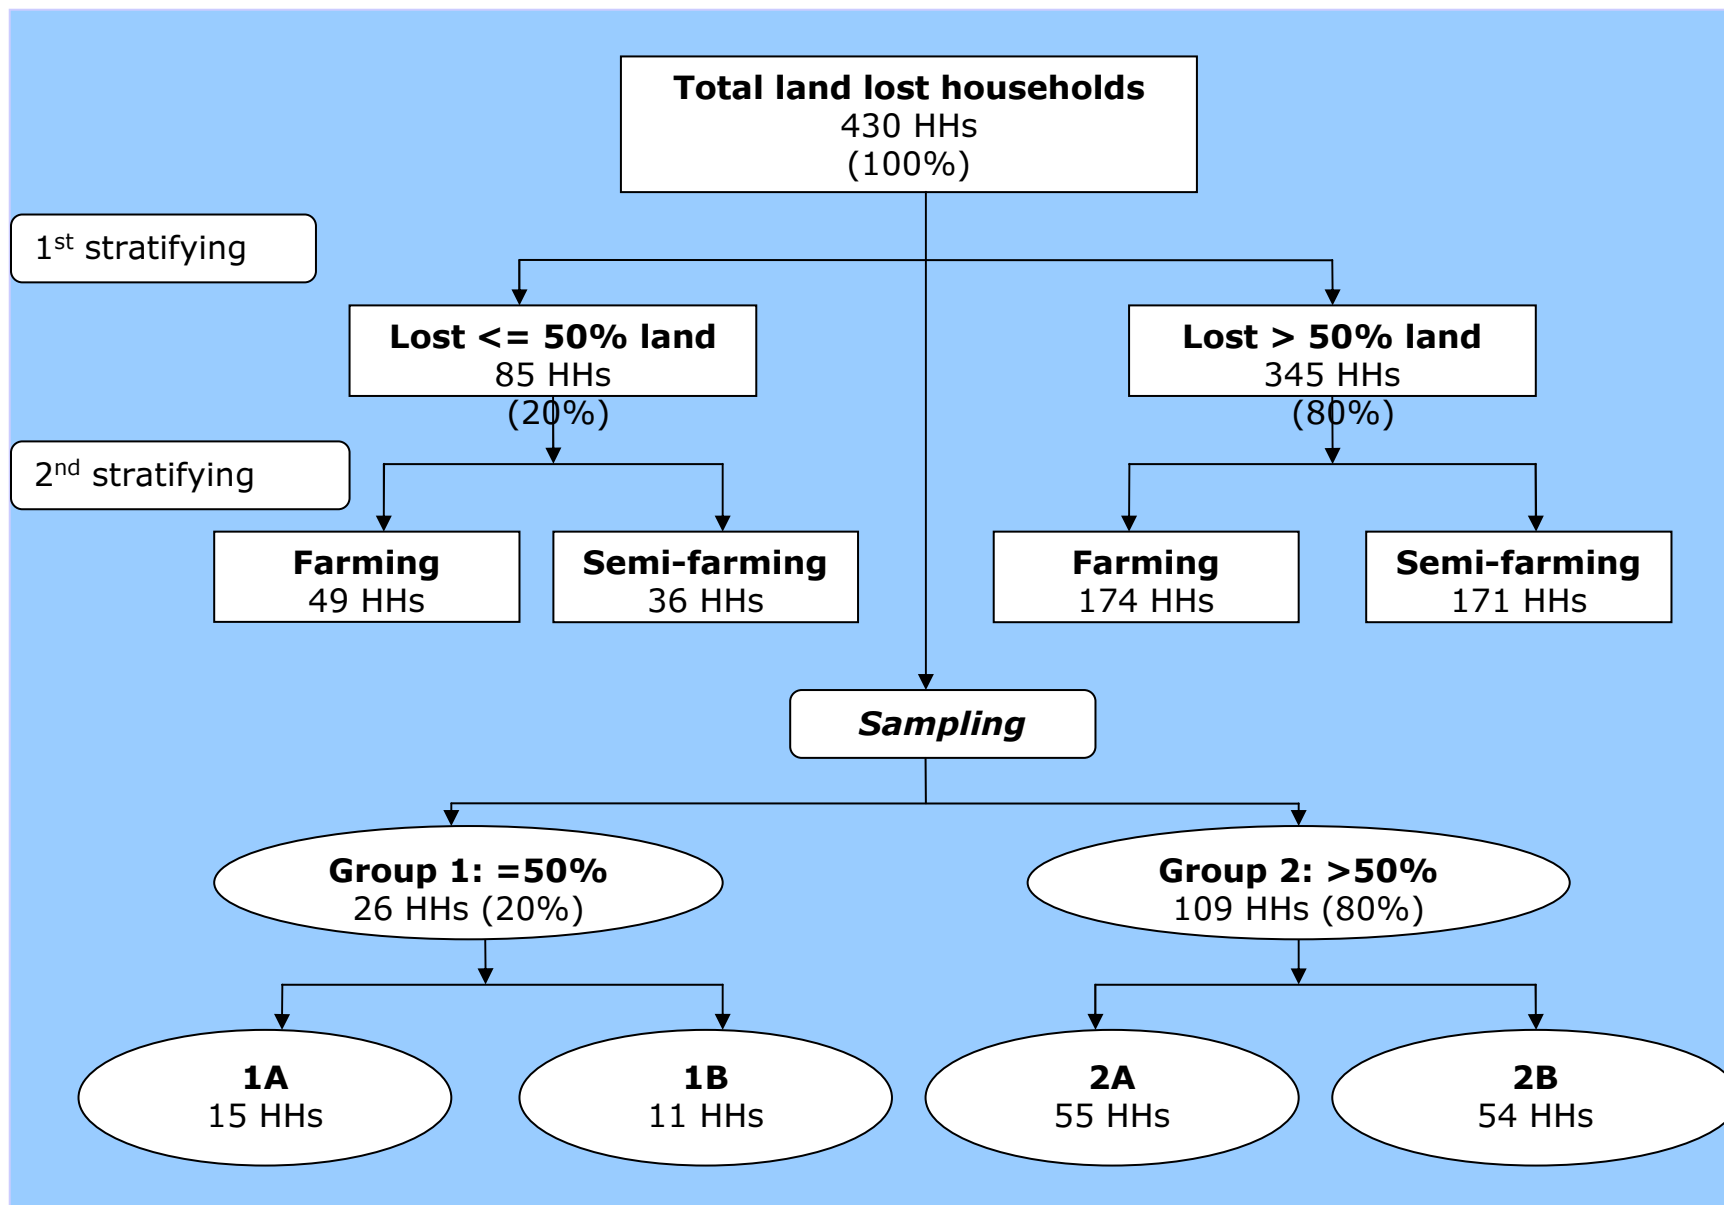 Total land lost households
430 HHs
(100%)
1st stratifying
Lost <= 50% land
85 HHs
(20%)
Lost > 50% land
345 HHs
(80%)
2nd stratifying
Farming
49 HHs
Semi-farming
36 HHs
Farming
174 HHs
Semi-farming
171 HHs
Sampling
Group 1: =50%
26 HHs (20%)
Group 2: >50%
109 HHs (80%)
1A
15 HHs
1B
11 HHs
2A
55 HHs
2B
54 HHs